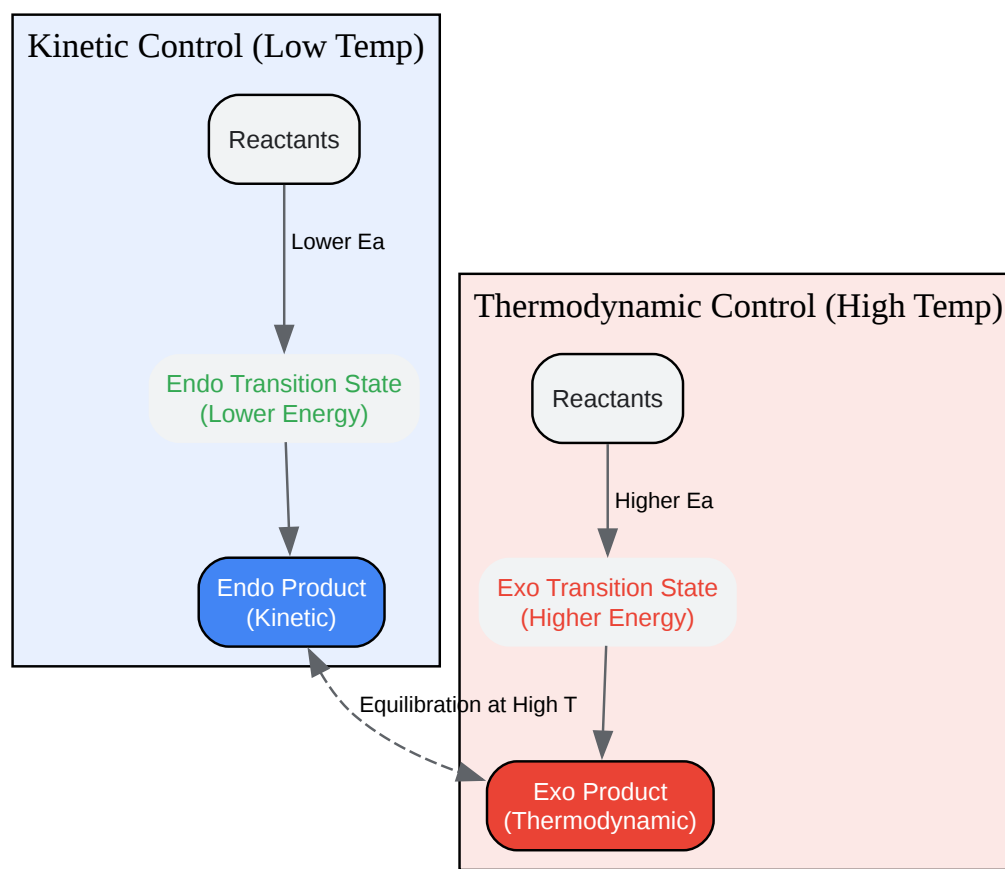 Kinetic Control (Low Temp)
Reactants
Lower Ea
Endo Transition State
(Lower Energy)
Endo Product
(Kinetic)
Equilibration at High T
Thermodynamic Control (High Temp)
Reactants
Higher Ea
Exo Transition State
(Higher Energy)
Exo Product
(Thermodynamic)